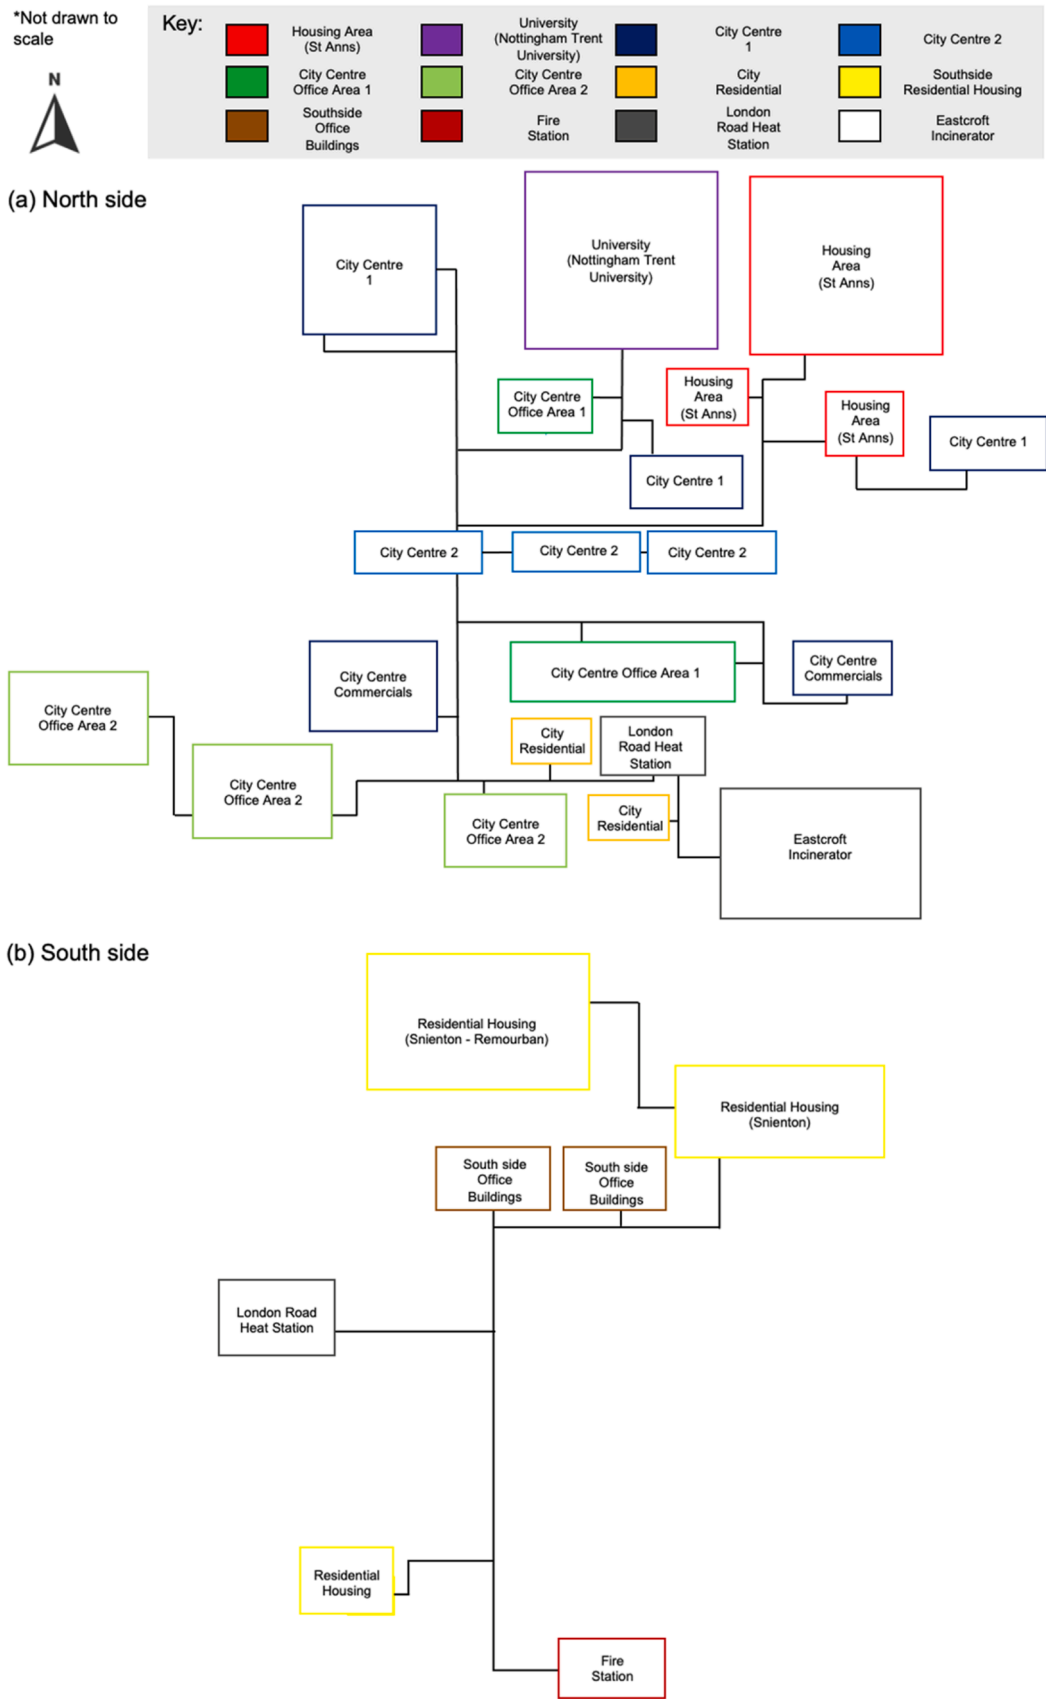 *Not drawn to
scale
N
Key:
Housing Area
(St Anns)
University
(Nottingham Trent
University)
City Centre
1
City Centre 2
City Centre
Office Area 1
City Centre
Office Area 2
City
Residential
Southside
Residential Housing
Southside
Office
Buildings
Fire
Station
London
Road Heat
Station
Eastcroft
Incinerator
(a) North side
City Centre
1
University
(Nottingham Trent
University)
Housing
Area
(St Anns)
City Centre
Office Area 1
Housing
Area
(St Anns)
Housing
Area
(St Anns)
City Centre 1
City Centre 1
City Centre 2
City Centre 2
City Centre 2
City Centre
Commercials
City Centre Office Area 1
City Centre
Commercials
City Centre
Office Area 2
City
Residential
London
Road Heat
Station
City Centre
Office Area 2
City Centre
Office Area 2
City
Residential
Eastcroft
Incinerator
(b) South side
Residential Housing
(Snienton - Remourban)
Residential Housing
(Snienton)
South side
Office
Buildings
South side
Office
Buildings
London Road
Heat Station
Residential
Housing
Fire
Station